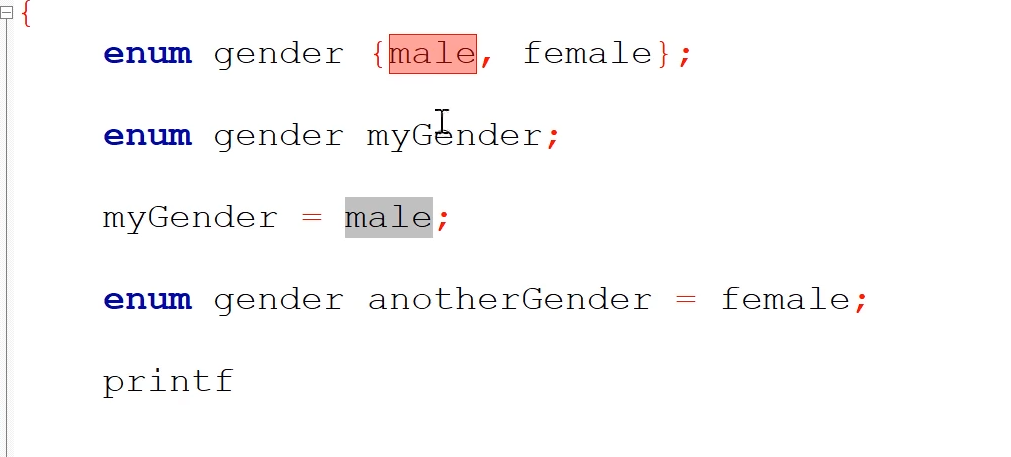 {
enum gender {male, female};
enum gender myGender;
myGender = male;
enum gender anotherGender = female;
printf